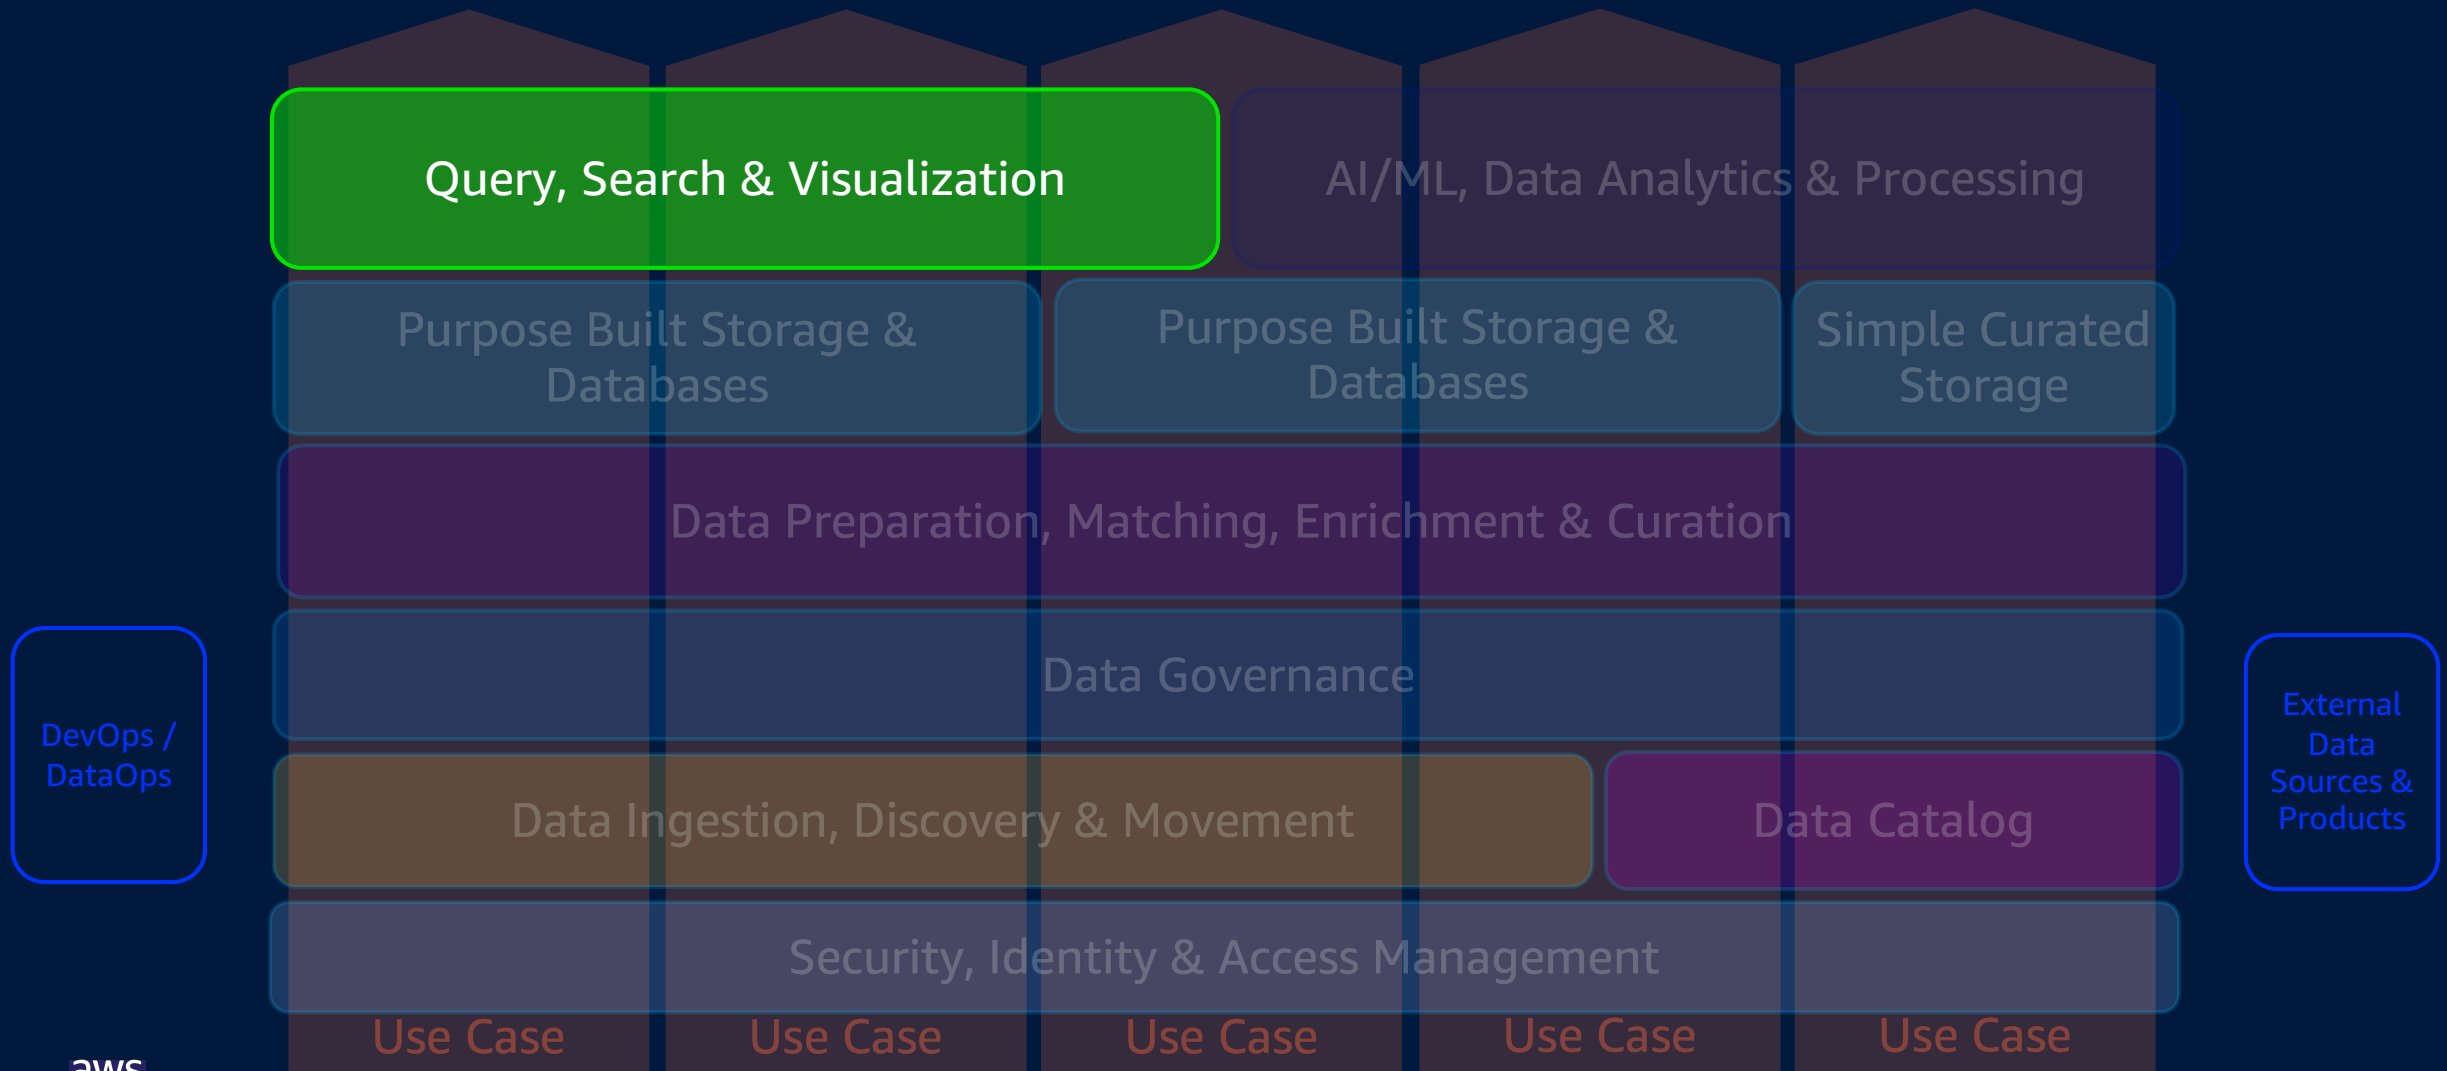 Query, Search & Visualization
AI/ML, Data Analytics & Processing
Purpose Built Storage &
Databases
Purpose Built Storage &
Databases
Simple Curated
Storage
Data Preparation, Matching, Enrichment & Curation
Data Governance
DevOps /
DataOps
External
Data
Sources &
Products
Data Ingestion, Discovery & Movement
Data Catalog
Security, Identity & Access Management
Use Case
Use Case
Use Case
Use Case
Use Case
aws